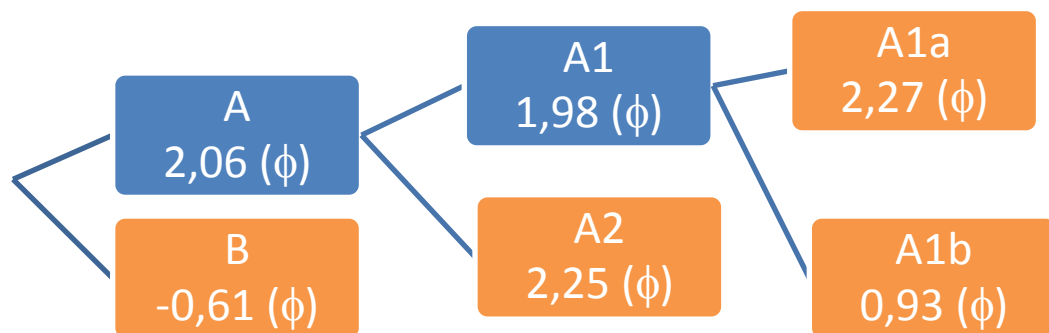 A
2,06 (ϕ)
B
-0,61 (ϕ)
A1
1,98 (ϕ)
A2
2,25 (ϕ)
A1a
2,27 (ϕ)
A1b
0,93 (ϕ)